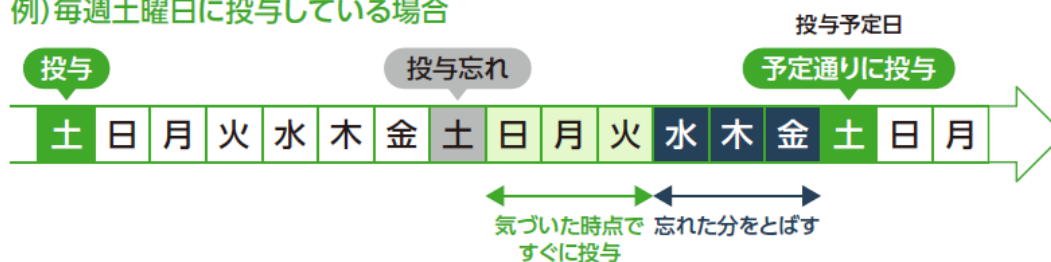 例)毎週土曜日に投与している場合
投与予定日
投与 投与忘れ 予定通りに投与
土 日 月 火 水 木 金 土 日 月 火 水 木 金 土 日 月
気づいた時点で 忘れた分をとばす
すぐに投与